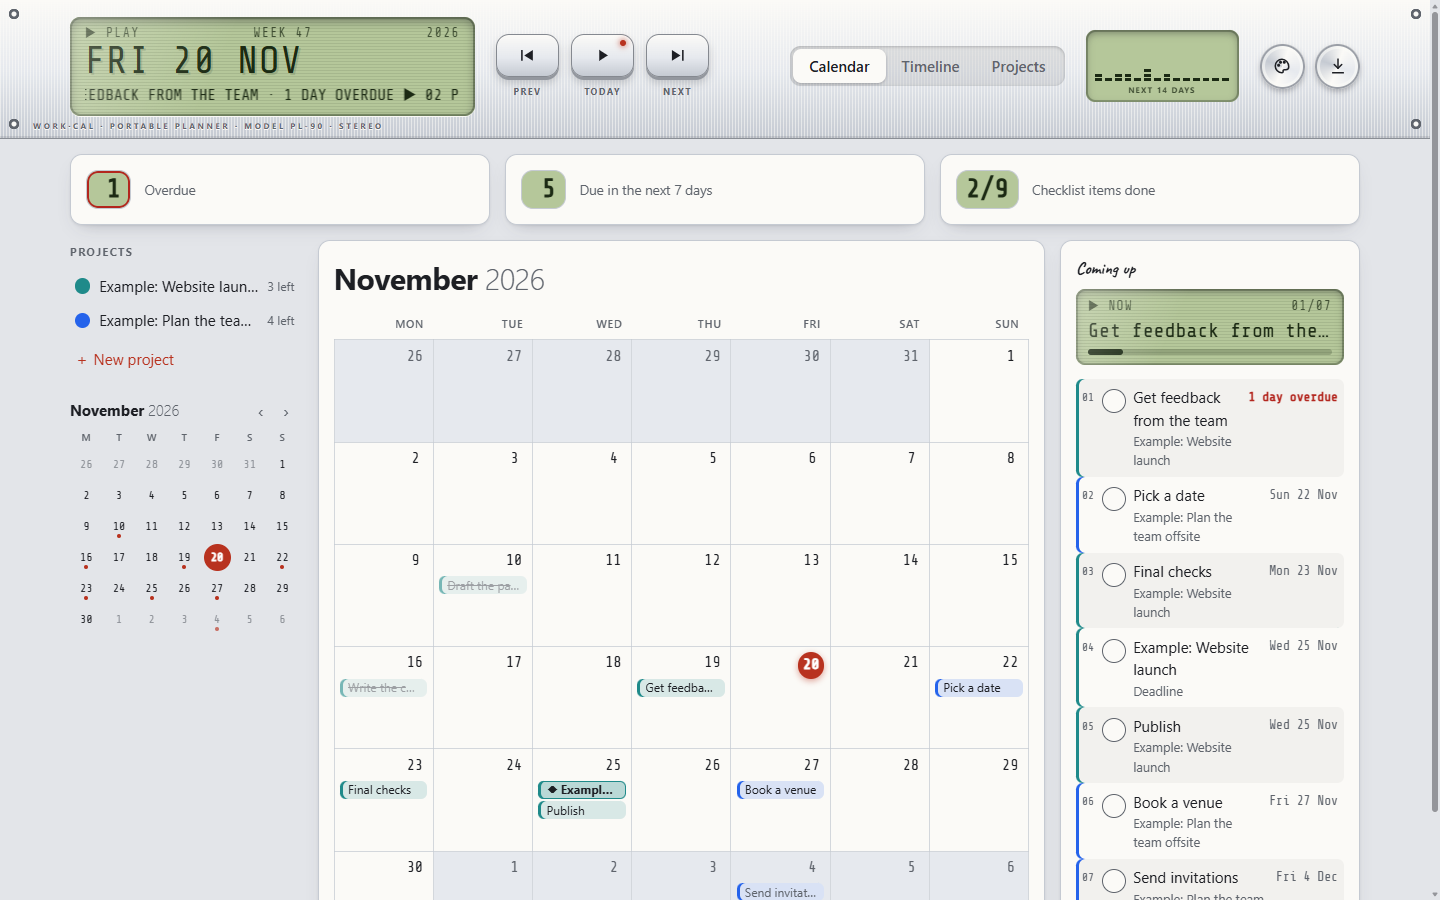 PLAY WEEK 47 2026
FRI 20 NOV
EDBACK FROM THE TEAM · 1 DAY OVERDUE ▶ 02 P
PREV TODAY NEXT
Calendar Timeline Projects
NEXT 14 DAYS
WORK-CAL · PORTABLE PLANNER · MODEL PL-90 · STEREO
1 Overdue
5 Due in the next 7 days
2/9 Checklist items done
PROJECTS
Example: Website laun... 3 left
Example: Plan the tea... 4 left
+ New project
November 2026 ‹ ›
M T W T F S S
26 27 28 29 30 31 1
2 3 4 5 6 7 8
9 10 11 12 13 14 15
16 17 18 19 20 21 22
23 24 25 26 27 28 29
30 1 2 3 4 5 6
November 2026
MON TUE WED THU FRI SAT SUN
26 27 28 29 30 31 1
2 3 4 5 6 7 8
9 10 11 12 13 14 15
Draft the pa...
16 17 18 19 20 21 22
Write the c... Get feedba... Pick a date
23 24 25 26 27 28 29
Final checks ◆ Exampl... Book a venue
Publish
30 1 2 3 4 5 6
Send invitat...
Coming up
NOW 01/07
Get feedback from the...
01 Get feedback from the team 1 day overdue
Example: Website launch
02 Pick a date Sun 22 Nov
Example: Plan the team offsite
03 Final checks Mon 23 Nov
Example: Website launch
04 Example: Website launch Wed 25 Nov
Deadline
05 Publish Wed 25 Nov
Example: Website launch
06 Book a venue Fri 27 Nov
Example: Plan the team offsite
07 Send invitations Fri 4 Dec
Example: Plan the team